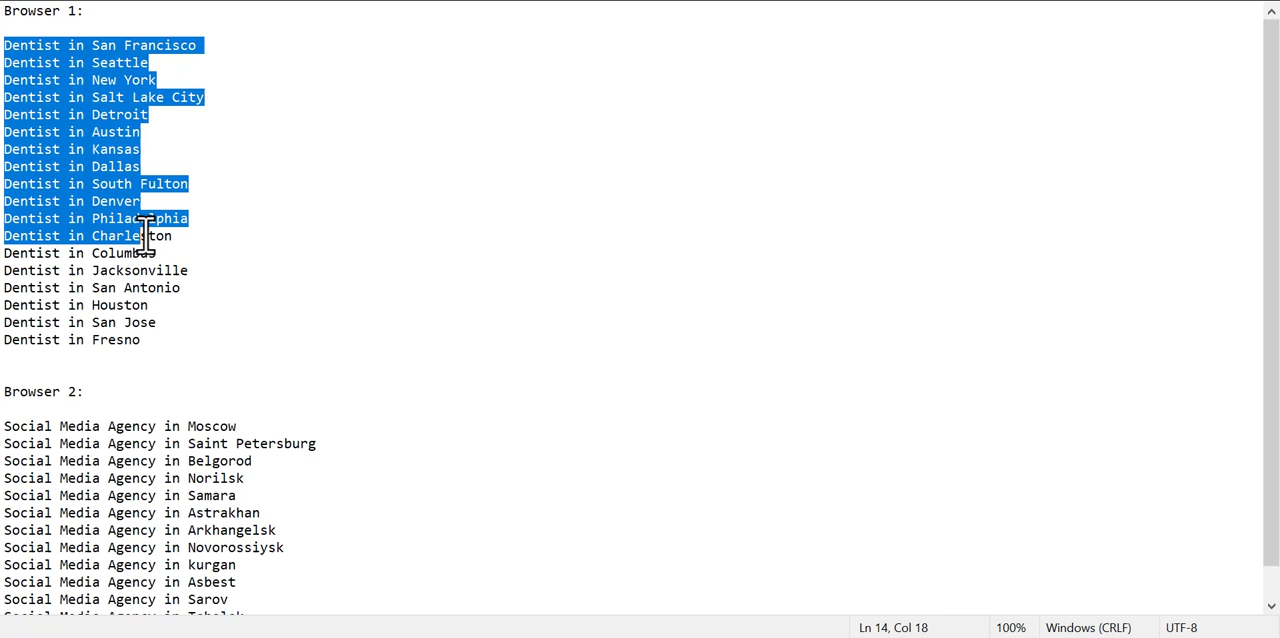 Browser 1:
Dentist in San Francisco
Dentist in Seattle
Dentist in New York
Dentist in Salt Lake City
Dentist in Detroit
Dentist in Austin
Dentist in Kansas
Dentist in Dallas
Dentist in South Fulton
Dentist in Denver
Dentist in Philadelphia
Dentist in Charleston
Dentist in Columbus
Dentist in Jacksonville
Dentist in San Antonio
Dentist in Houston
Dentist in San Jose
Dentist in Fresno
Browser 2:
Social Media Agency in Moscow
Social Media Agency in Saint Petersburg
Social Media Agency in Belgorod
Social Media Agency in Norilsk
Social Media Agency in Samara
Social Media Agency in Astrakhan
Social Media Agency in Arkhangelsk
Social Media Agency in Novorossiysk
Social Media Agency in kurgan
Social Media Agency in Asbest
Social Media Agency in Sarov
Social Media Agency in
Ln 14, Col 18 100% Windows (CRLF) UTF-8